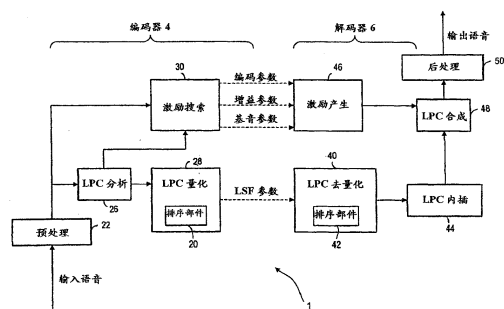 编码器 4
解码器 6
输出语音
50
后处理
30
激励搜索
编码参数
增益参数
基音参数
46
激励产生
48
LPC 合成
LPC 分析
26
28
LPC 量化
排序部件
20
LSF 参数
40
LPC 去量化
排序部件
42
LPC 内插
44
22
预处理
输入语音
1